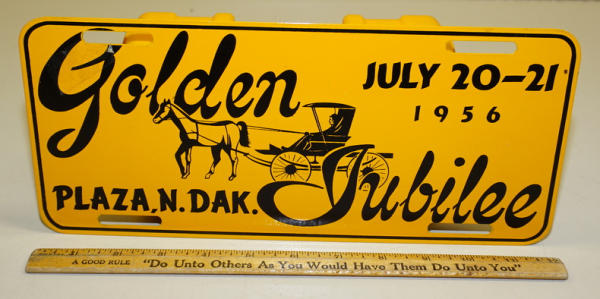 Golden
JULY 20-21
1956
PLAZA, N. DAK.
Jubilee
A GOOD RULE "Do Unto Others As You Would Have Them Do Unto You"